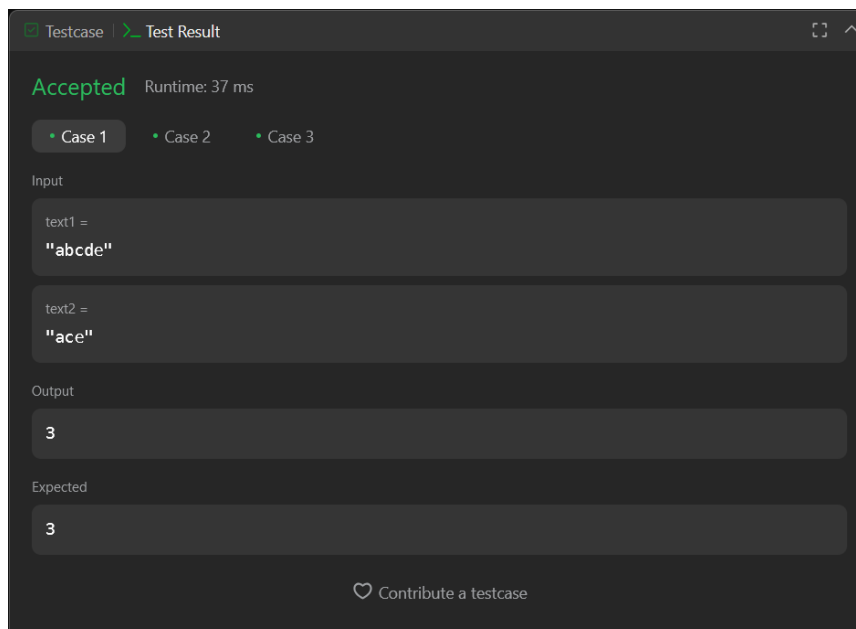 Testcase Test Result
Accepted Runtime: 37 ms
Case 1 Case 2 Case 3
Input
text1 =
"abcde"
text2 =
"ace"
Output
3
Expected
3
Contribute a testcase